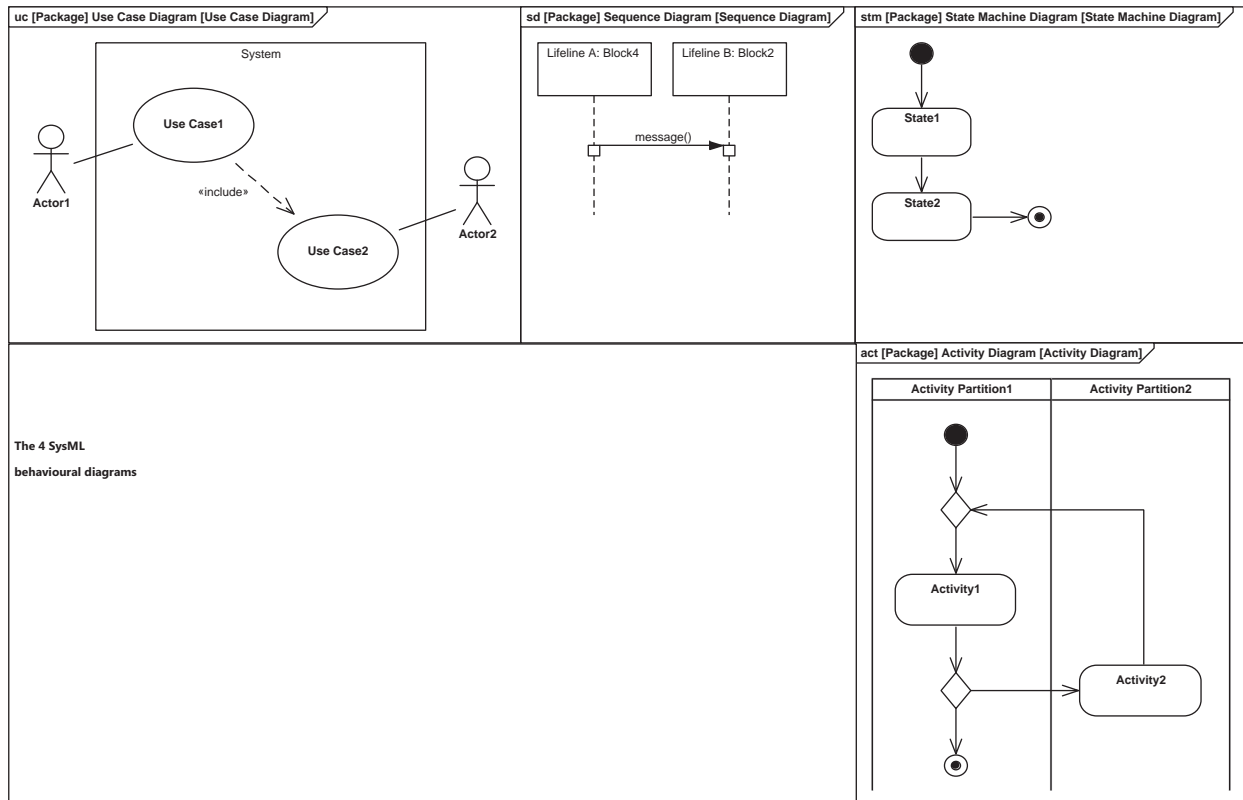 uc [Package] Use Case Diagram [Use Case Diagram]
System
Use Case1
Actor1
«include»
Use Case2
Actor2
sd [Package] Sequence Diagram [Sequence Diagram]
Lifeline A: Block4
Lifeline B: Block2
message()
stm [Package] State Machine Diagram [State Machine Diagram]
State1
State2
The 4 SysML
behavioural diagrams
act [Package] Activity Diagram [Activity Diagram]
Activity Partition1
Activity Partition2
Activity1
Activity2